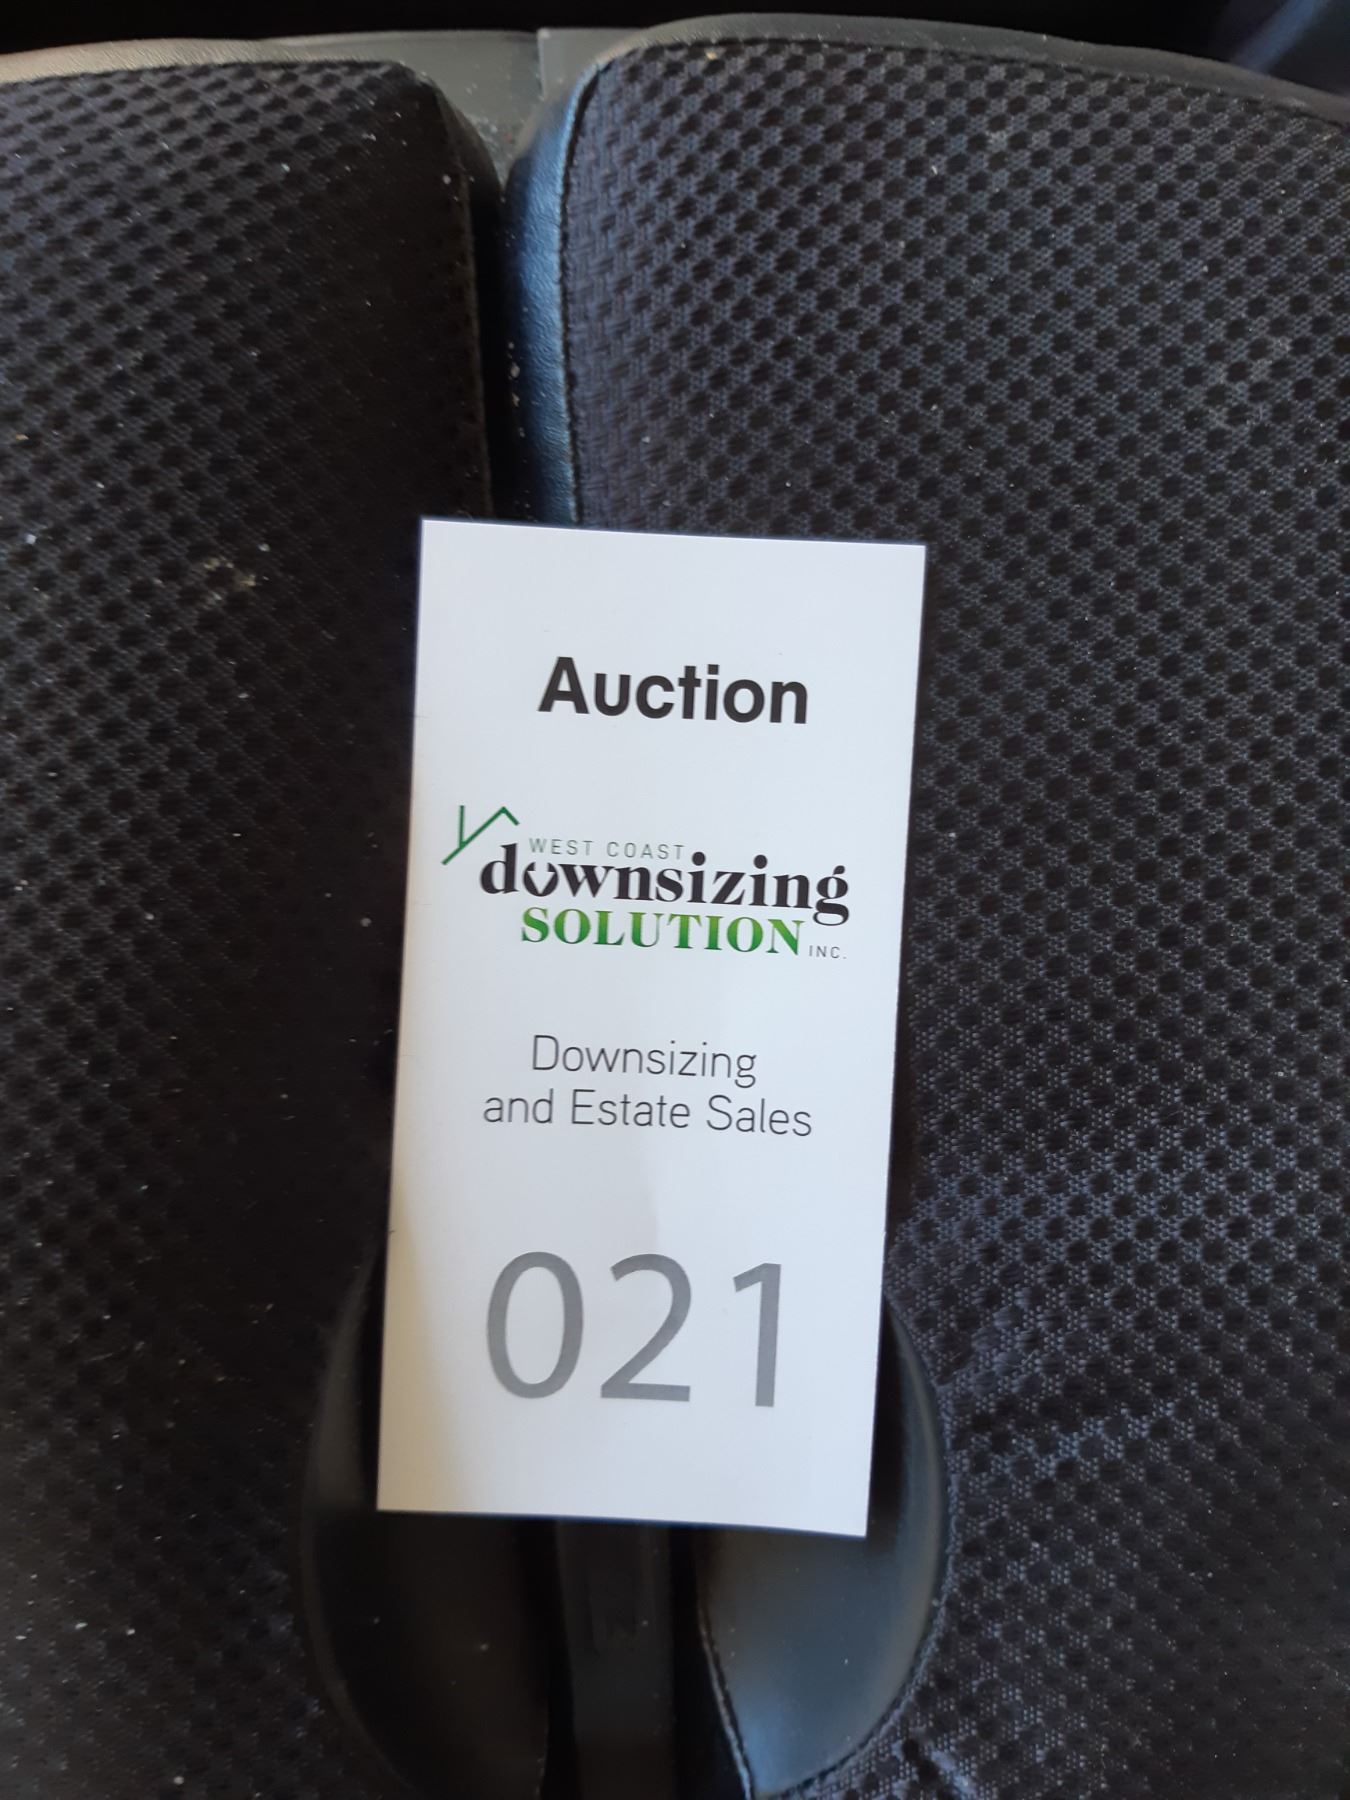 Auction
WEST COAST
downsizing
SOLUTION INC.
Downsizing
and Estate Sales
021